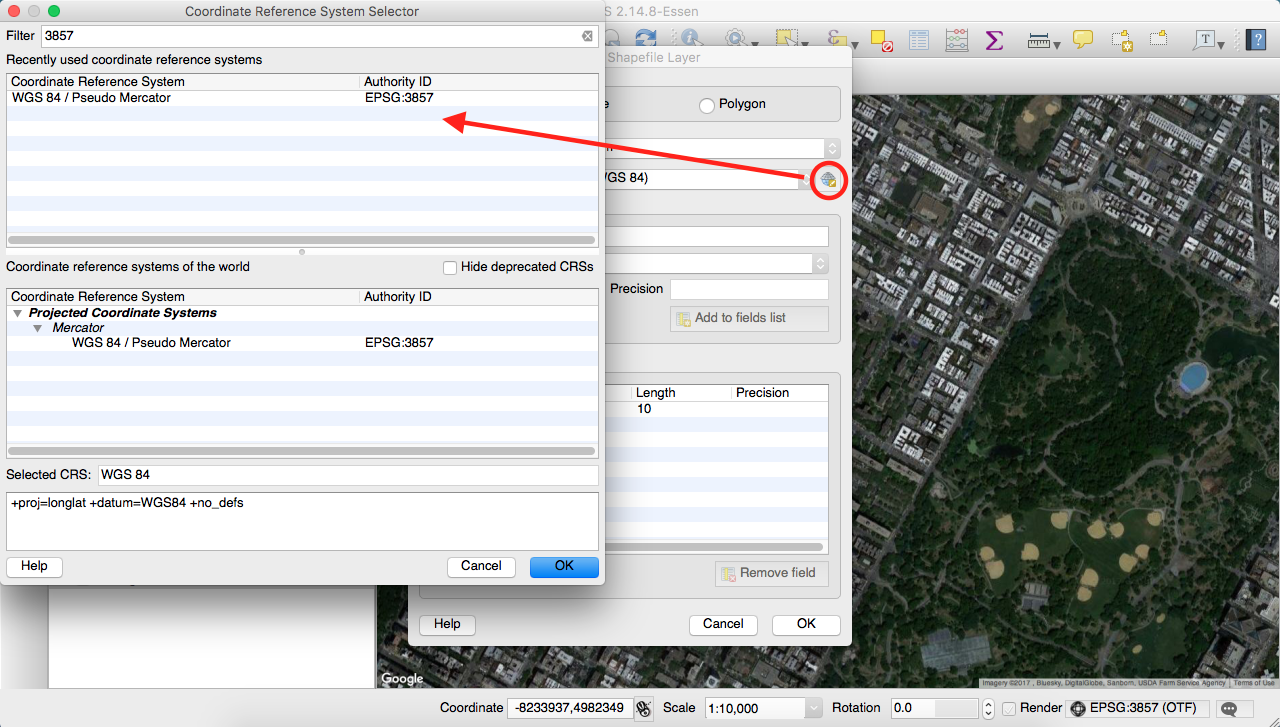 Coordinate Reference System Selector
S 2.14.8-Essen
Filter 3857
Recently used coordinate reference systems
Coordinate Reference System Authority ID
WGS 84 / Pseudo Mercator EPSG:3857
Shapefile Layer
Polygon
WGS 84)
Coordinate reference systems of the world
Hide deprecated CRSs
Coordinate Reference System Authority ID
Projected Coordinate Systems
Mercator
WGS 84 / Pseudo Mercator EPSG:3857
Precision
Add to fields list
Length Precision
10
Selected CRS: WGS 84
+proj=longlat +datum=WGS84 +no_defs
Help Cancel OK
Remove field
Help Cancel OK
Google
Imagery ©2017 , Bluesky, DigitalGlobe, Sanborn, USDA Farm Service Agency Terms of Use
Coordinate -8233937,4982349 Scale 1:10,000 Rotation 0.0 Render EPSG:3857 (OTF)